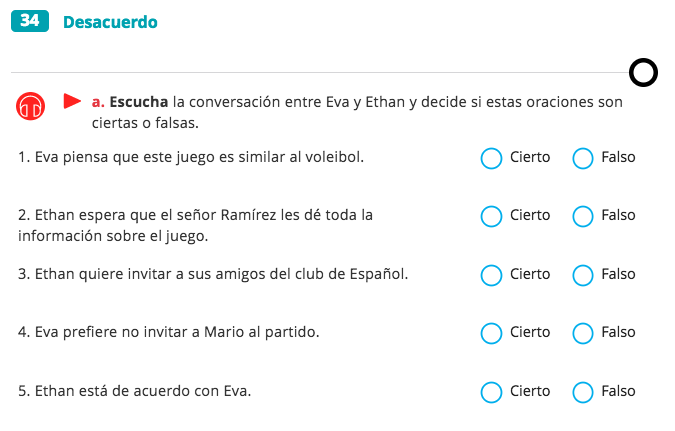 34 Desacuerdo
a. Escucha la conversación entre Eva y Ethan y decide si estas oraciones son
ciertas o falsas.
1. Eva piensa que este juego es similar al voleibol. Cierto Falso
2. Ethan espera que el señor Ramírez les dé toda la Cierto Falso
información sobre el juego.
3. Ethan quiere invitar a sus amigos del club de Español. Cierto Falso
4. Eva prefiere no invitar a Mario al partido. Cierto Falso
5. Ethan está de acuerdo con Eva. Cierto Falso